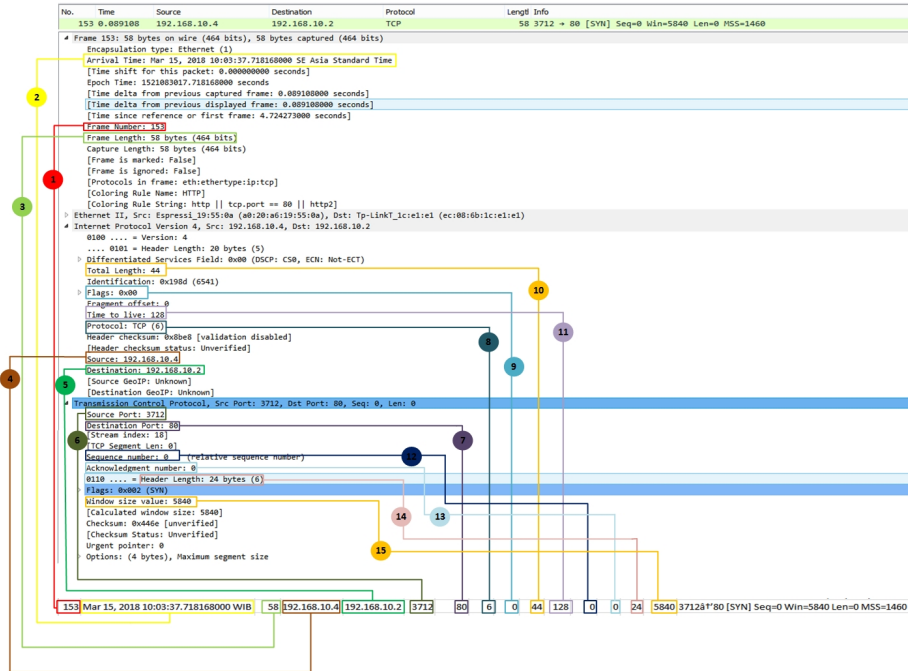 No. Time Source Destination Protocol Lengtl Info
153 0.089108 192.168.10.4 192.168.10.2 TCP 58 3712 → 80 [SYN] Seq=0 Win=5840 Len=0 MSS=1460
Frame 153: 58 bytes on wire (464 bits), 58 bytes captured (464 bits)
Encapsulation type: Ethernet (1)
Arrival Time: Mar 15, 2018 10:03:37.718168000 SE Asia Standard Time
[Time shift for this packet: 0.000000000 seconds]
Epoch Time: 1521083017.718168000 seconds
[Time delta from previous captured frame: 0.089108000 seconds]
2
[Time delta from previous displayed frame: 0.089108000 seconds]
[Time since reference or first frame: 4.724273000 seconds]
Frame Number: 153
Frame Length: 58 bytes (464 bits)
Capture Length: 58 bytes (464 bits)
[Frame is marked: False]
[Frame is ignored: False]
1
[Protocols in frame: eth:ethertype:ip:tcp]
[Coloring Rule Name: HTTP]
3
[Coloring Rule String: http || tcp.port == 80 || http2]
Ethernet II, Src: Espressi_19:55:0a (a0:20:a6:19:55:0a), Dst: Tp-LinkT_1c:e1:e1 (ec:08:6b:1c:e1:e1)
Internet Protocol Version 4, Src: 192.168.10.4, Dst: 192.168.10.2
0100 .... = Version: 4
.... 0101 = Header Length: 20 bytes (5)
Differentiated Services Field: 0x00 (DSCP: CS0, ECN: Not-ECT)
Total Length: 44
Identification: 0x198d (6541)
10
Flags: 0x00
Fragment offset: 0
Time to live: 128
Protocol: TCP (6)
11
Header checksum: 0x8be8 [validation disabled]
8
[Header checksum status: Unverified]
Source: 192.168.10.4
9
Destination: 192.168.10.2
4
[Source GeoIP: Unknown]
5
[Destination GeoIP: Unknown]
Transmission Control Protocol, Src Port: 3712, Dst Port: 80, Seq: 0, Len: 0
Source Port: 3712
Destination Port: 80
[Stream index: 18]
6
7
[TCP Segment Len: 0]
Sequence number: 0 (relative sequence number)
12
Acknowledgment number: 0
0110 .... = Header Length: 24 bytes (6)
Flags: 0x002 (SYN)
Window size value: 5840
[Calculated window size: 5840]
14
13
Checksum: 0x446e [unverified]
[Checksum Status: Unverified]
Urgent pointer: 0
15
Options: (4 bytes), Maximum segment size
153 Mar 15, 2018 10:03:37.718168000 WIB 58 192.168.10.4 192.168.10.2 3712 80 6 0 44 128 0 0 24 5840 3712â†’80 [SYN] Seq=0 Win=5840 Len=0 MSS=1460